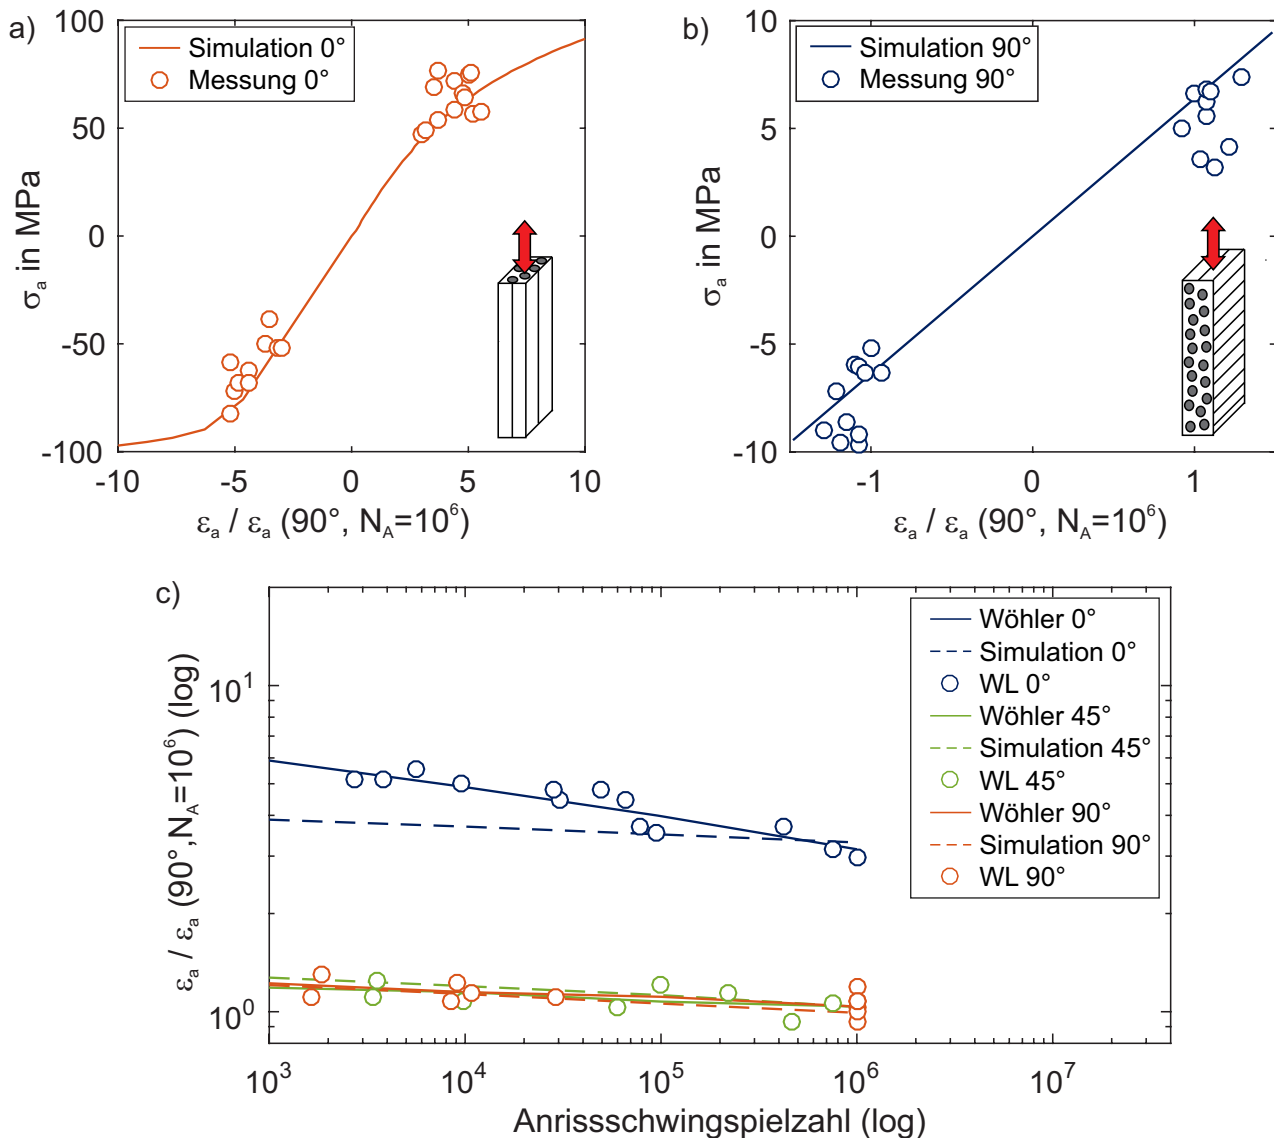 a)
Simulation 0°
Messung 0°
100
50
0
-50
-100
σa in MPa
-10 -5 0 5 10
εa / εa (90°, NA=10⁶)
b)
Simulation 90°
Messung 90°
10
5
0
-5
-10
σa in MPa
-1 0 1
εa / εa (90°, NA=10⁶)
c)
Wöhler 0°
Simulation 0°
WL 0°
Wöhler 45°
Simulation 45°
WL 45°
Wöhler 90°
Simulation 90°
WL 90°
10¹
10⁰
εa / εa (90°,NA=10⁶) (log)
10³ 10⁴ 10⁵ 10⁶ 10⁷
Anrissschwingspielzahl (log)